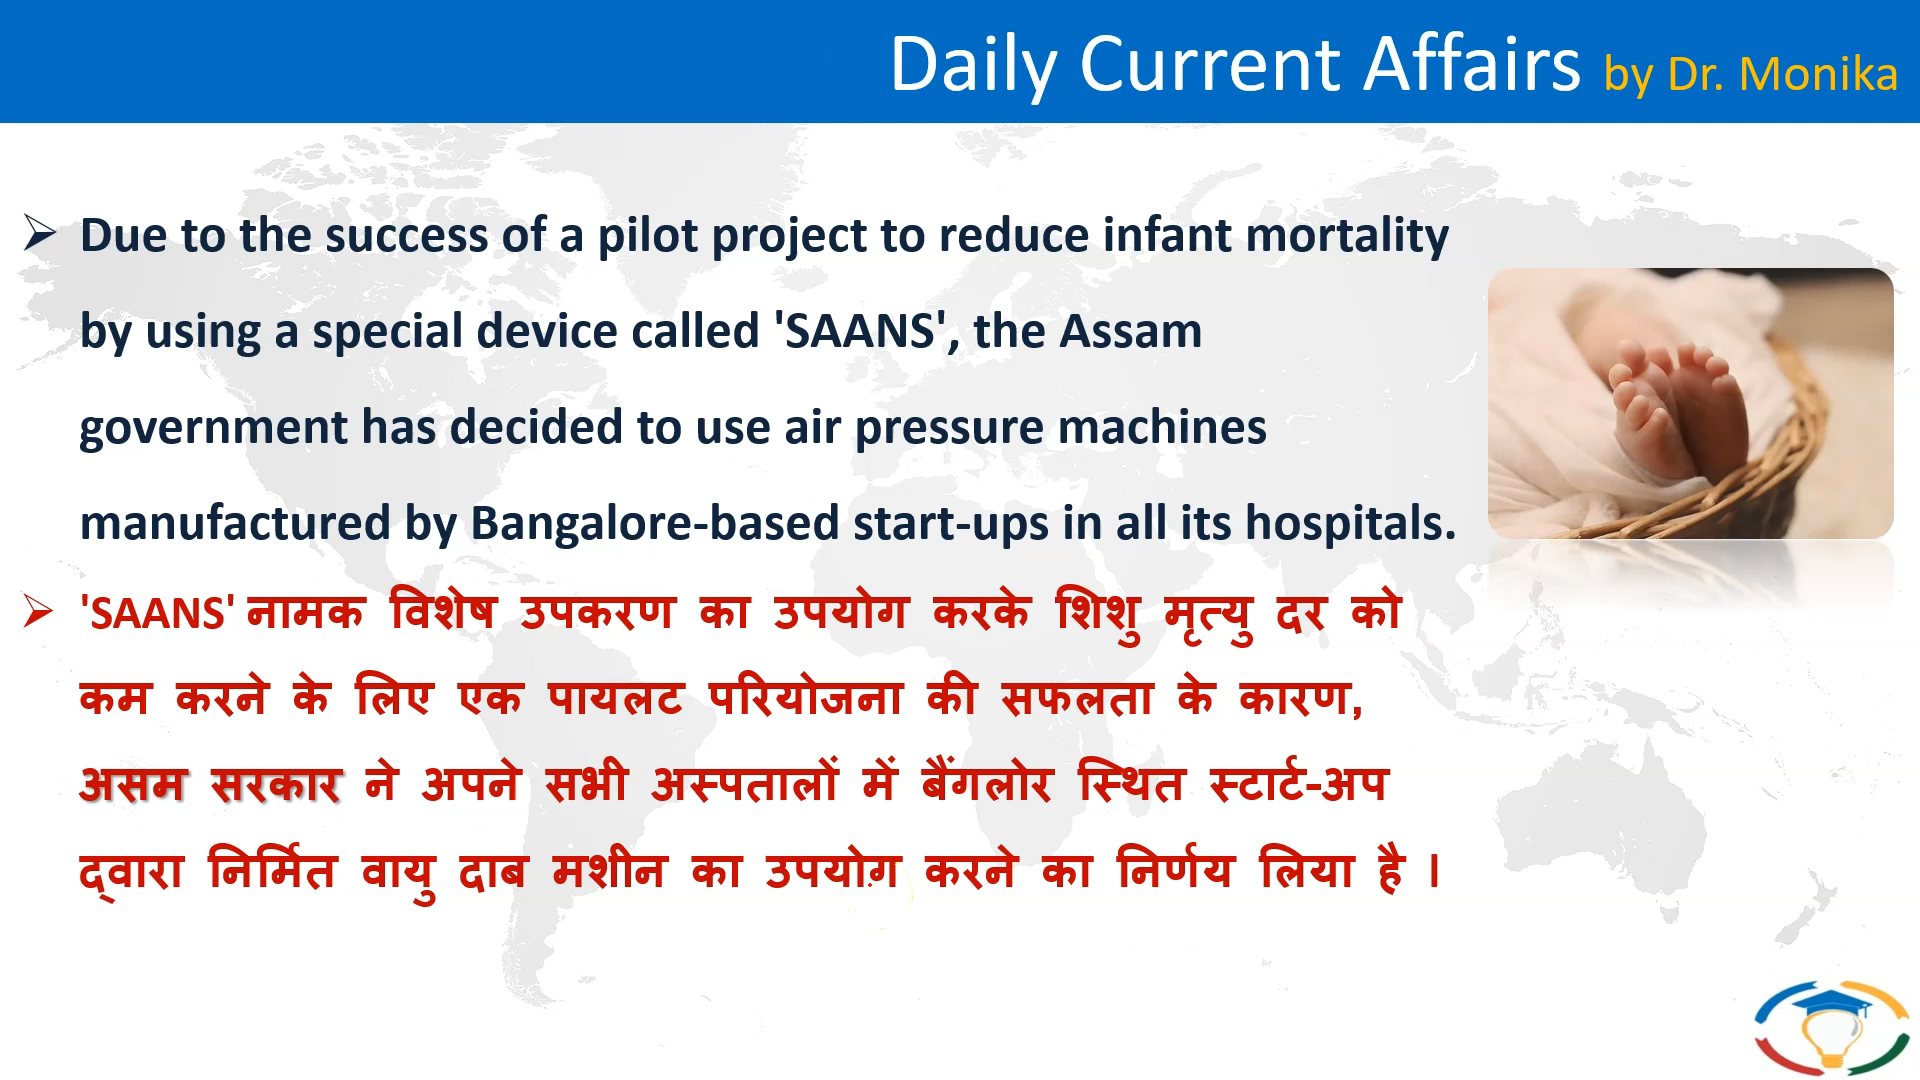 Daily Current Affairs by Dr. Monika
Due to the success of a pilot project to reduce infant mortality
by using a special device called 'SAANS', the Assam
government has decided to use air pressure machines
manufactured by Bangalore-based start-ups in all its hospitals.
'SAANS' नामक विशेष उपकरण का उपयोग करके शिशु मृत्यु दर को
कम करने के लिए एक पायलट परियोजना की सफलता के कारण,
असम सरकार ने अपने सभी अस्पतालों में बैंगलोर स्थित स्टार्ट-अप
द्वारा निर्मित वायु दाब मशीन का उपयोग करने का निर्णय लिया है ।